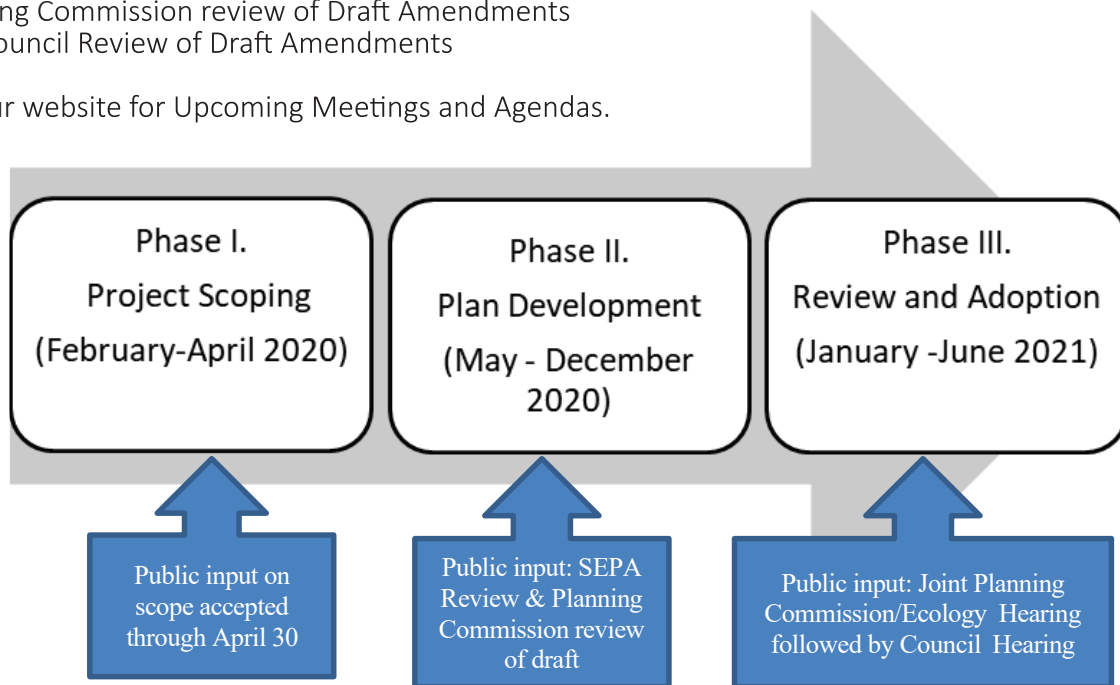 ng Commission review of Draft Amendments
ouncil Review of Draft Amendments
ur website for Upcoming Meetings and Agendas.
Phase I.
Project Scoping
(February-April 2020)
Phase II.
Plan Development
(May - December
2020)
Phase III.
Review and Adoption
(January -June 2021)
Public input on
scope accepted
through April 30
Public input: SEPA
Review & Planning
Commission review
of draft
Public input: Joint Planning
Commission/Ecology Hearing
followed by Council Hearing